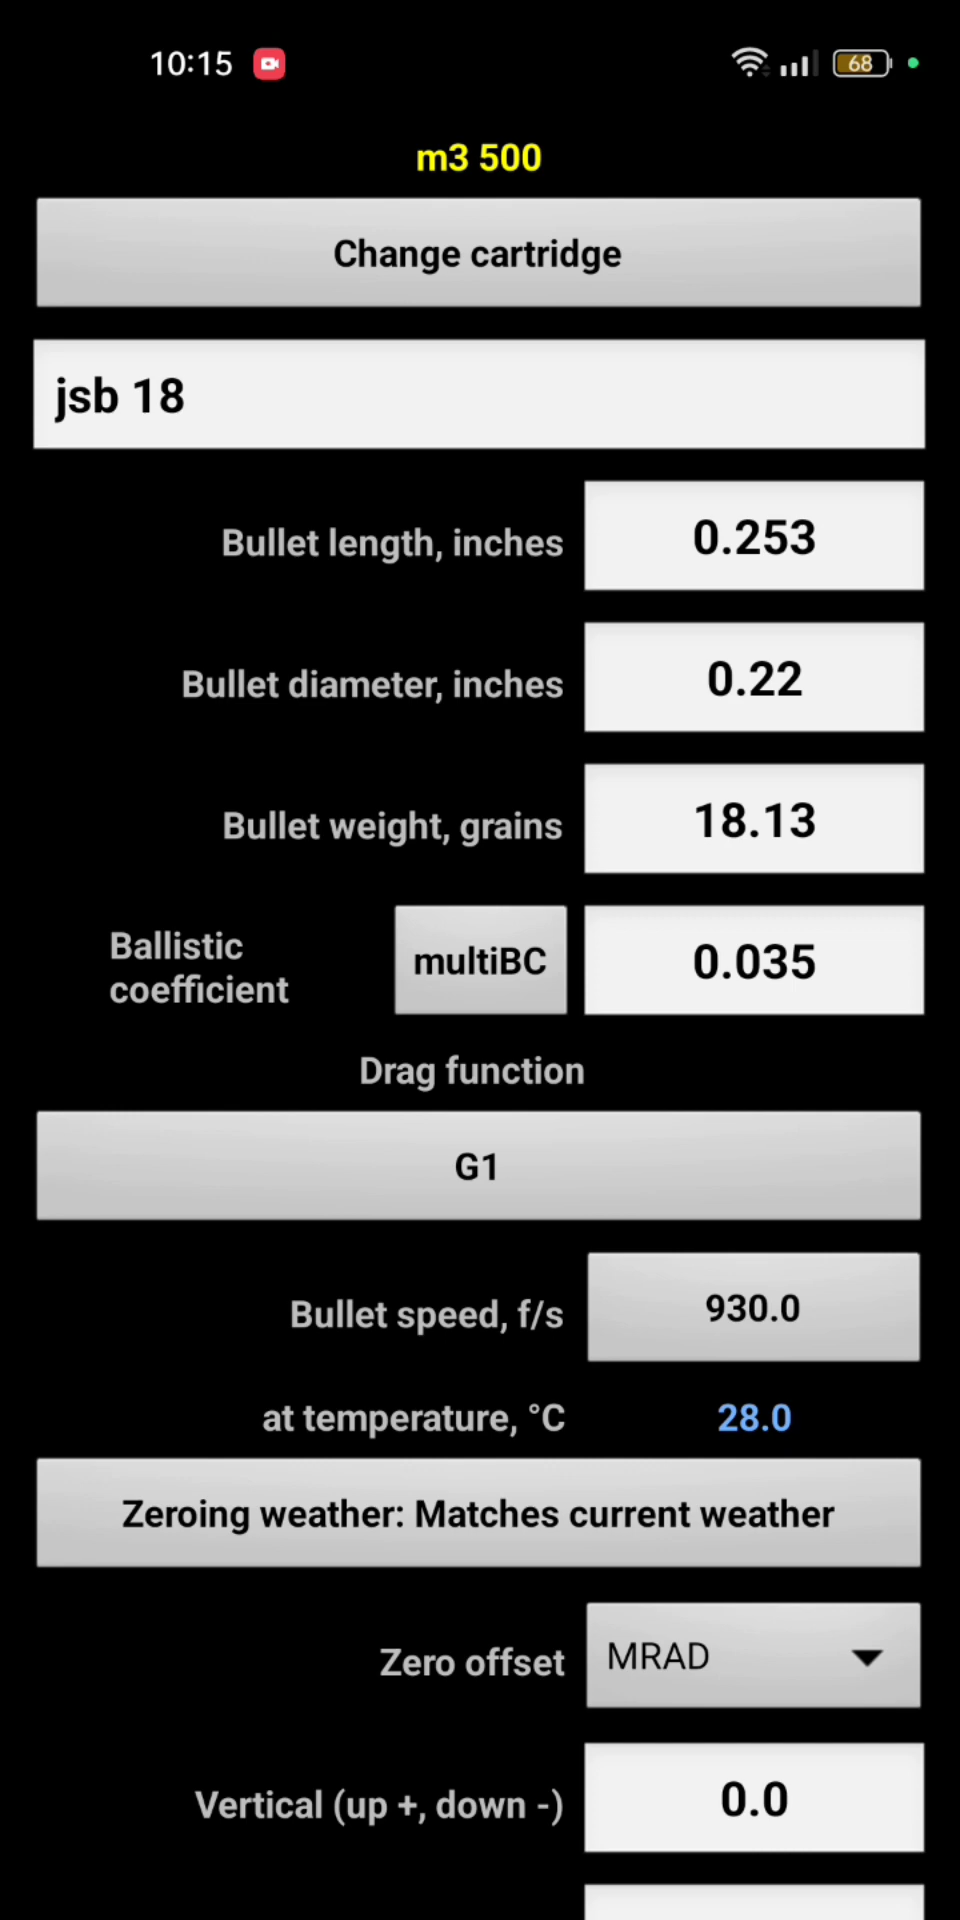 10:15
68
m3 500
Change cartridge
jsb 18
Bullet length, inches 0.253
Bullet diameter, inches 0.22
Bullet weight, grains 18.13
Ballistic coefficient multiBC 0.035
Drag function
G1
Bullet speed, f/s 930.0
at temperature, °C 28.0
Zeroing weather: Matches current weather
Zero offset MRAD
Vertical (up +, down -) 0.0